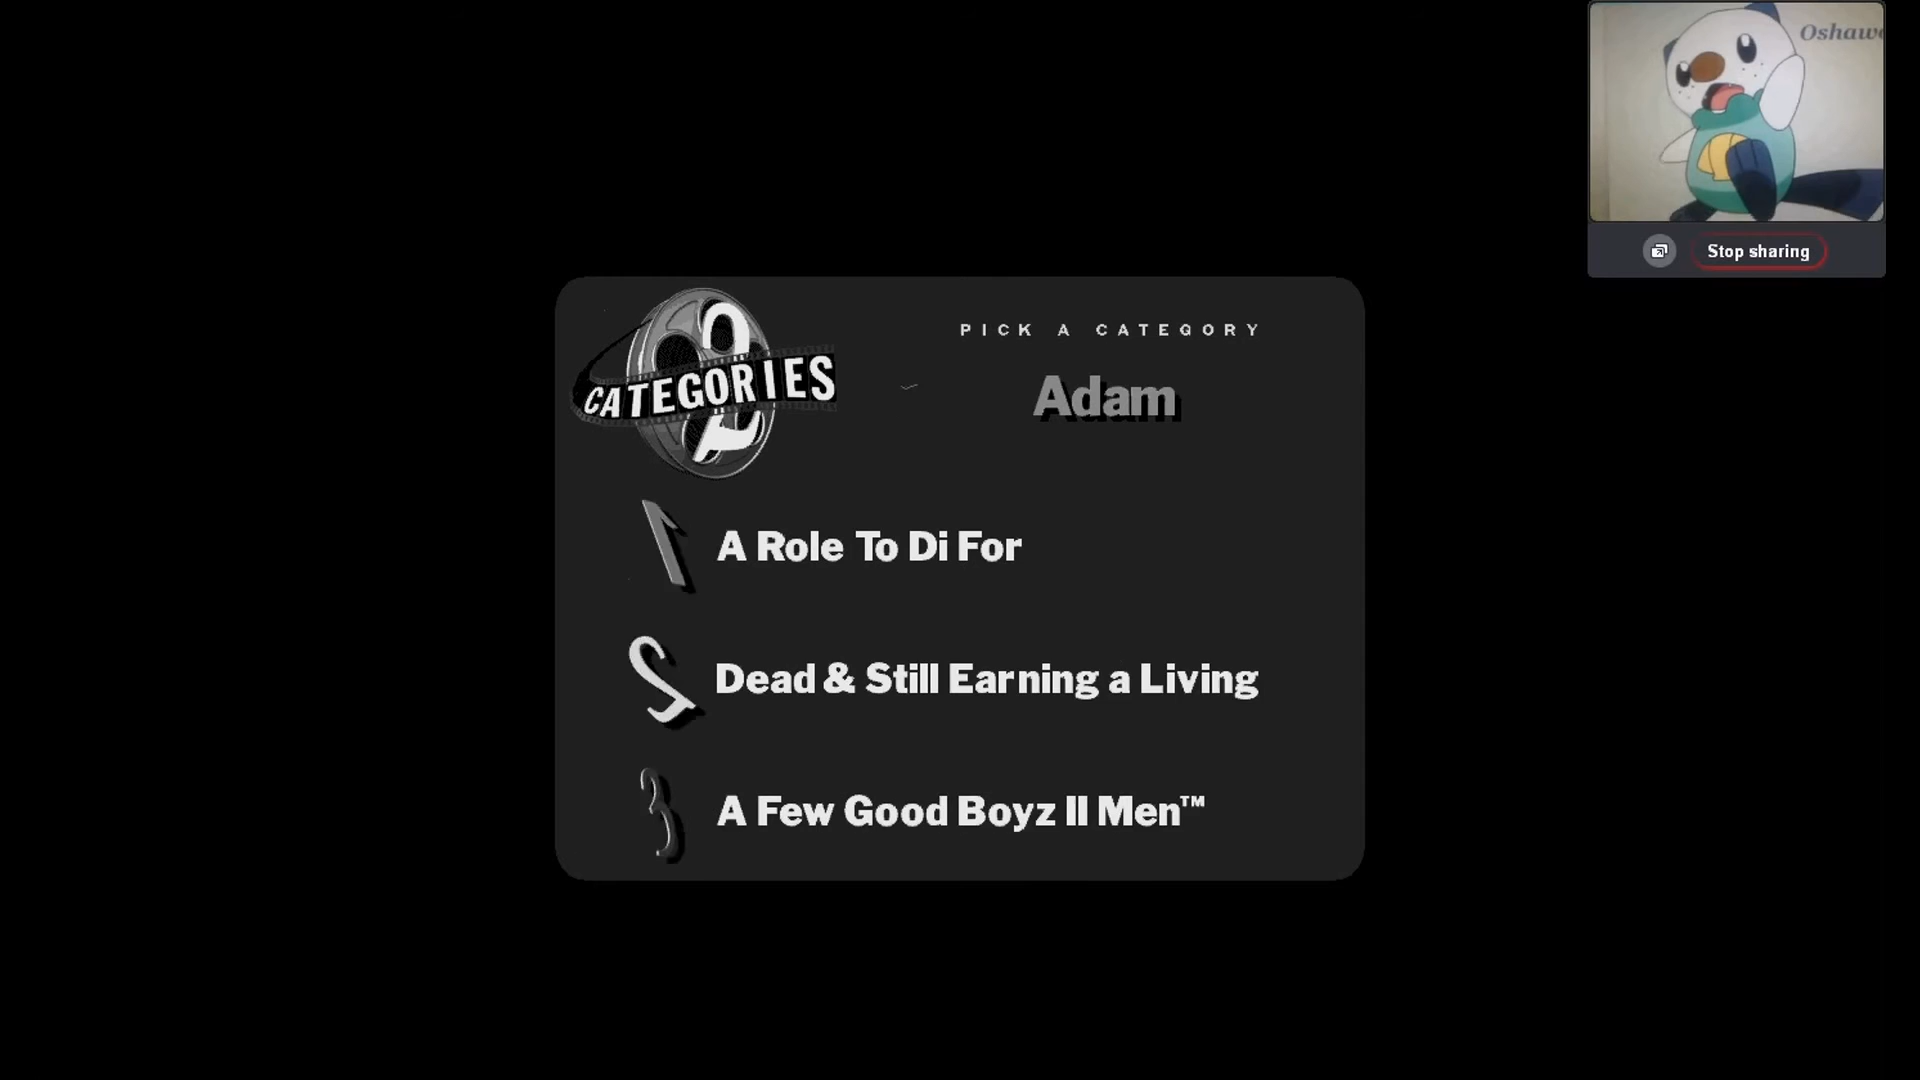 Oshaw
Stop sharing
2
CATEGORIES
PICK A CATEGORY
Adam
1 A Role To Di For
2 Dead & Still Earning a Living
3 A Few Good Boyz II Men™